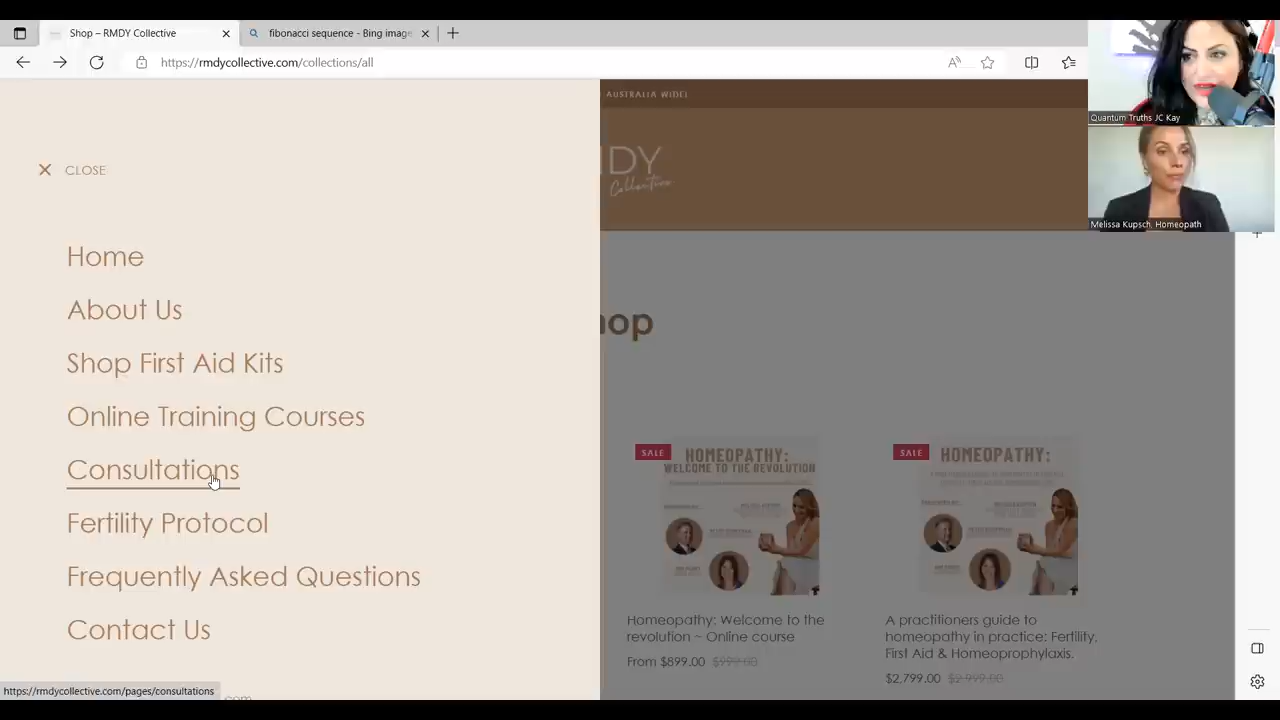 Shop – RMDY Collective
fibonacci sequence - Bing image
https://rmdycollective.com/collections/all
Quantum Truths JC Kay
Melissa Kupsch, Homeopath
AUSTRALIA WIDE!
CLOSE
MDY
Collective
Home
About Us
Shop First Aid Kits
Online Training Courses
Consultations
Fertility Protocol
Frequently Asked Questions
Contact Us
hop
SALE
HOMEOPATHY:
WELCOME TO THE REVOLUTION
SALE
HOMEOPATHY:
Homeopathy: Welcome to the
revolution ~ Online course
From $899.00 $999.00
A practitioners guide to
homeopathy in practice: Fertility,
First Aid & Homeoprophylaxis.
$2,799.00 $2,999.00
https://rmdycollective.com/pages/consultations
.com